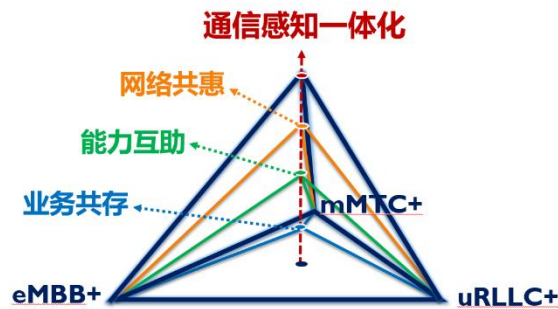 通信感知一体化
网络共惠
能力互助
业务共存
mMTC+
eMBB+
uRLLC+